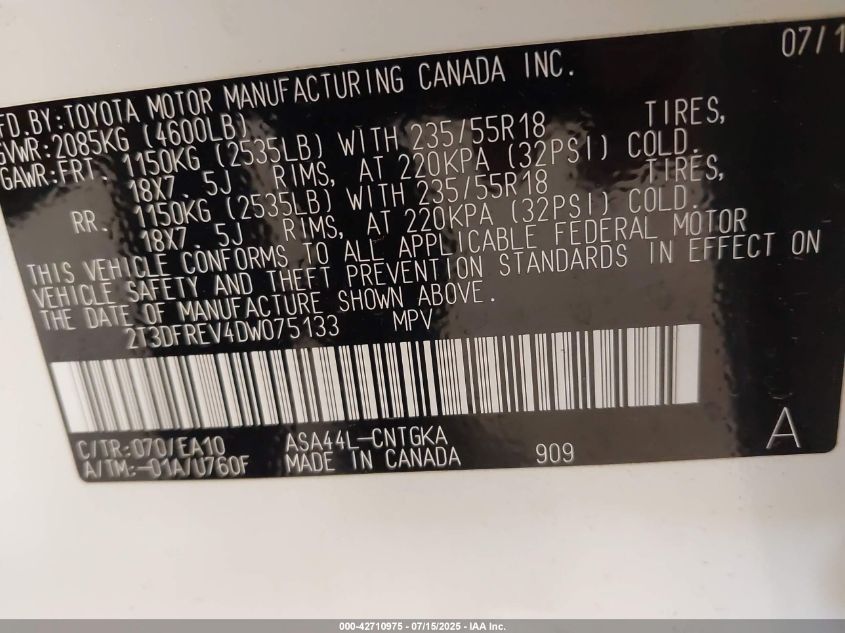 07/1
FD.BY:TOYOTA MOTOR MANUFACTURING CANADA INC.
GVWR:2085KG (4600LB)
GAWR:FRT. 1150KG (2535LB) WITH 235/55R18 TIRES,
18X7.5J RIMS, AT 220KPA (32PSI) COLD.
RR. 1150KG (2535LB) WITH 235/55R18 TIRES,
18X7.5J RIMS, AT 220KPA (32PSI) COLD.
THIS VEHICLE CONFORMS TO ALL APPLICABLE FEDERAL MOTOR
VEHICLE SAFETY AND THEFT PREVENTION STANDARDS IN EFFECT ON
THE DATE OF MANUFACTURE SHOWN ABOVE.
2T3DFREV4DW075133 MPV
C/TR:070/EA10 ASA44L-CNTGKA A
A/TM:-01A/U760F MADE IN CANADA 909
000-42710975 - 07/15/2025 - IAA Inc.